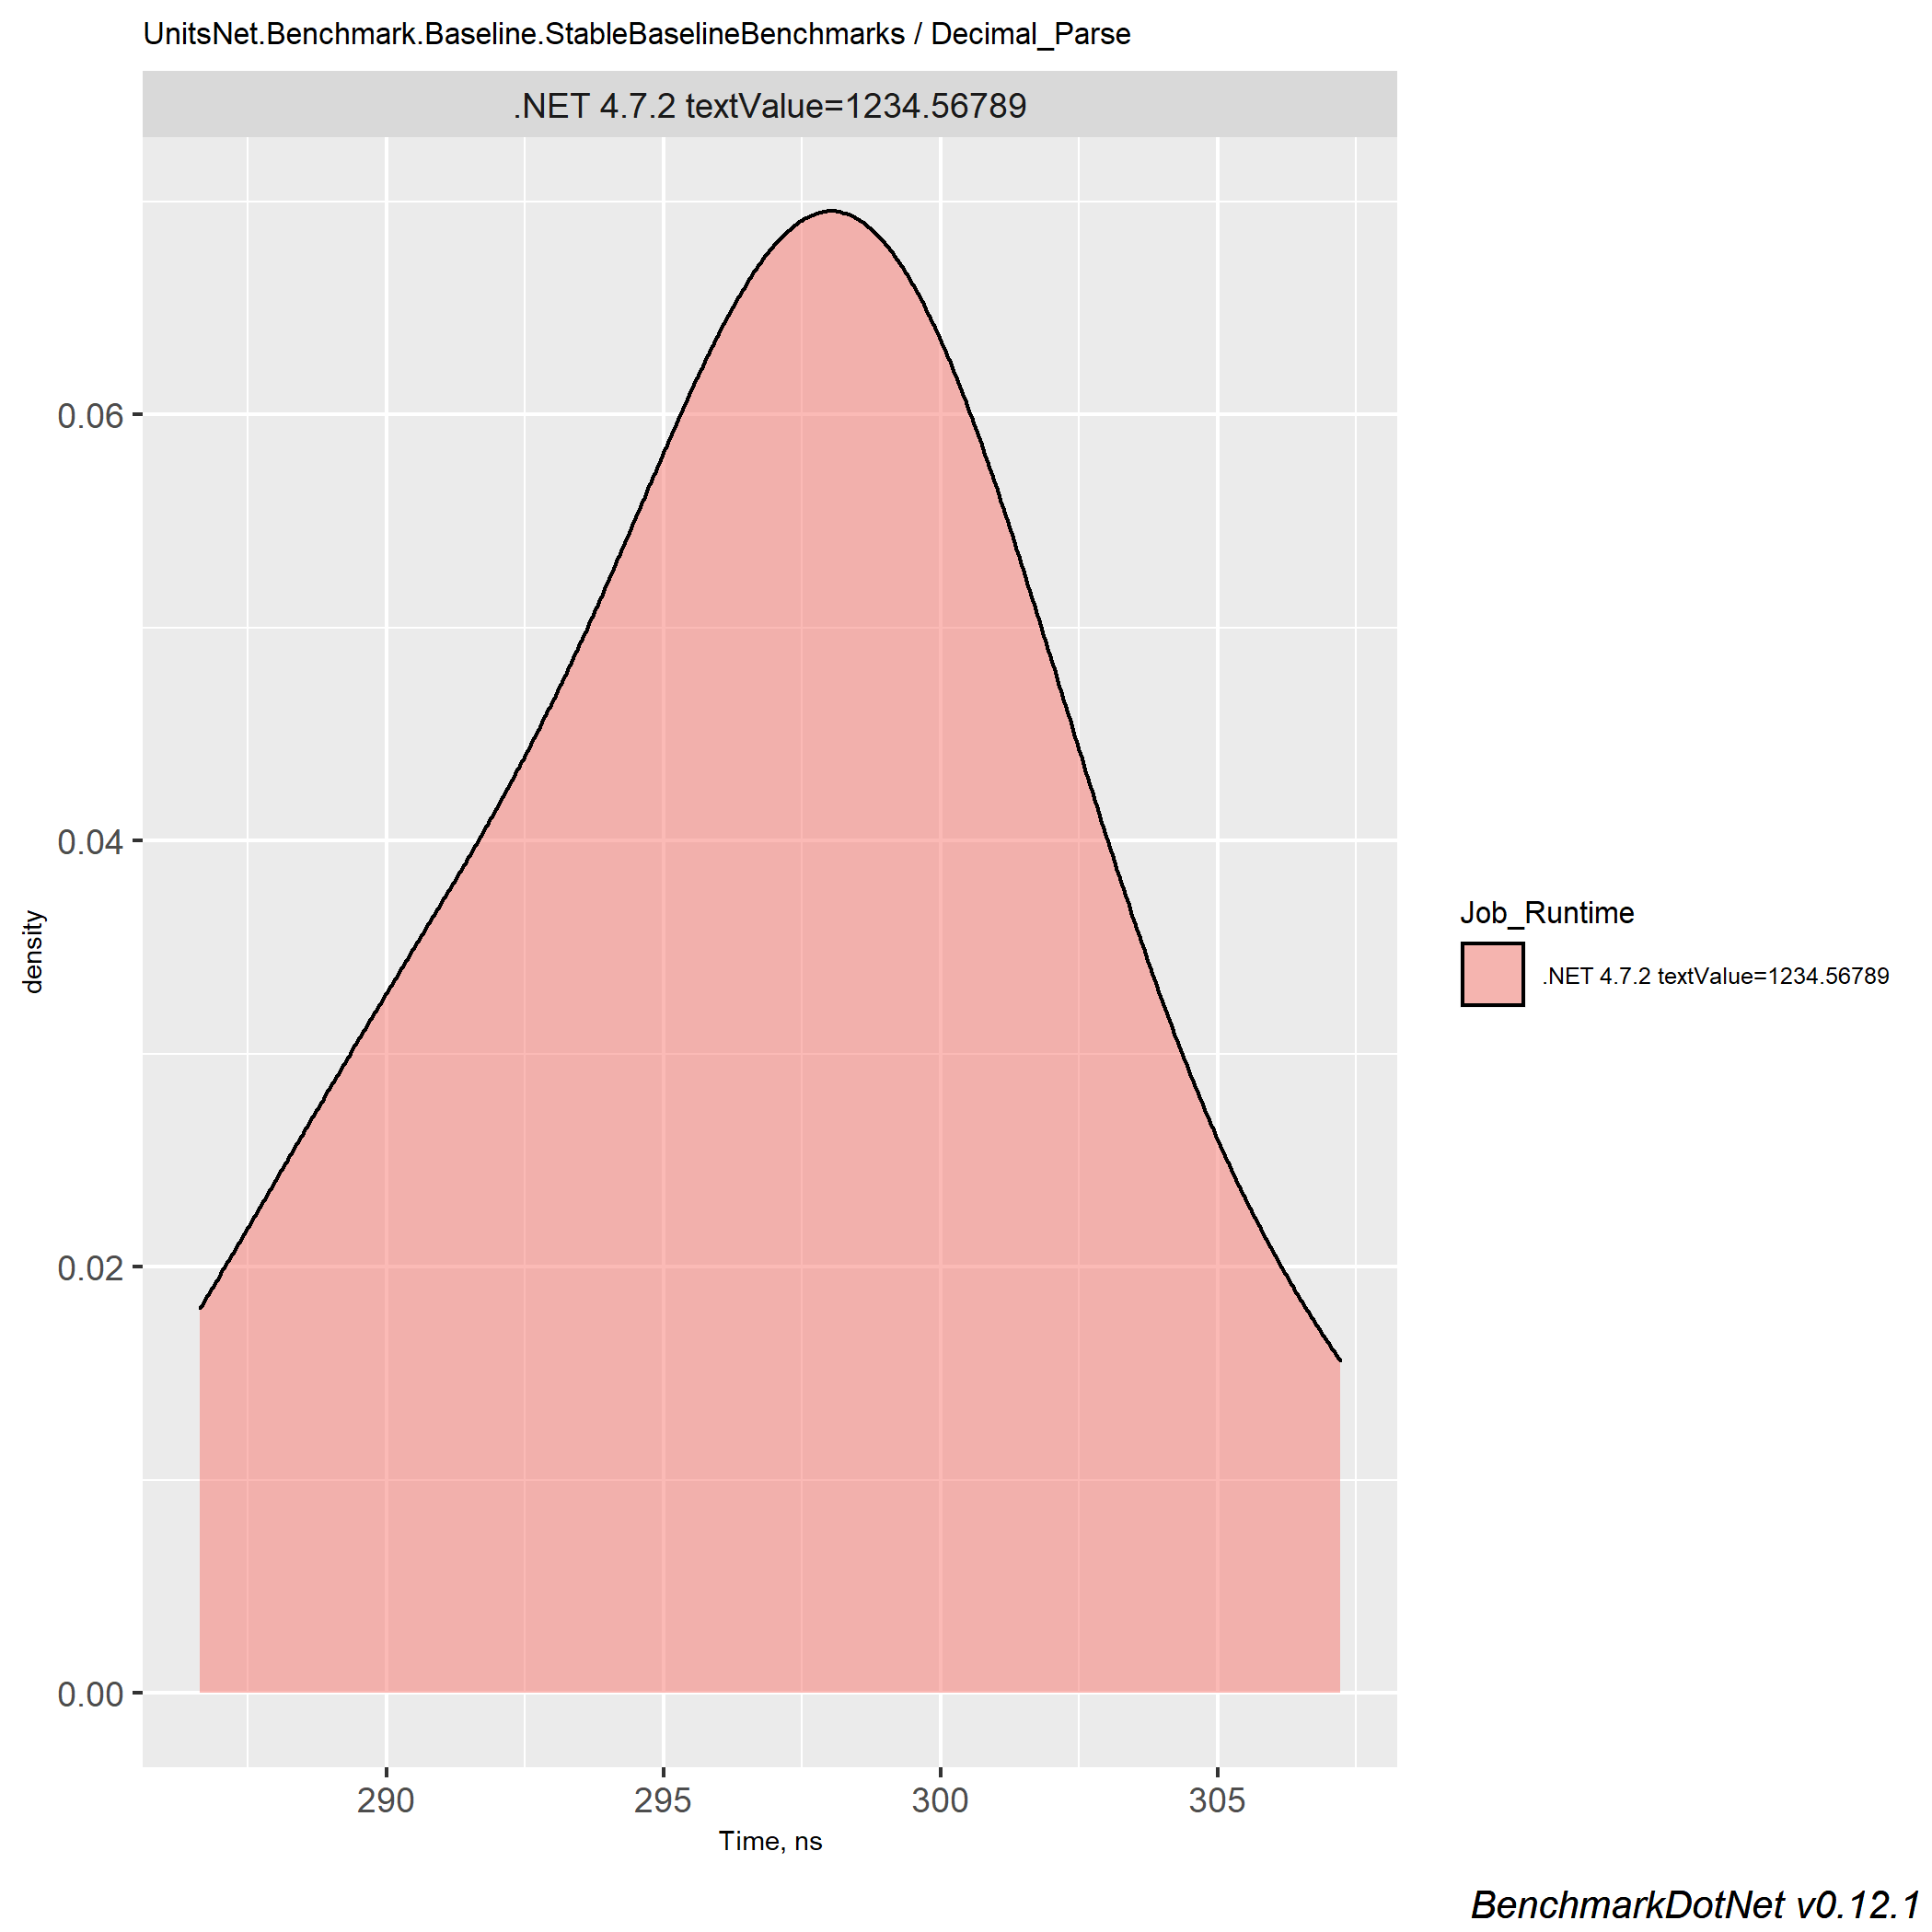 UnitsNet.Benchmark.Baseline.StableBaselineBenchmarks / Decimal_Parse
.NET 4.7.2 textValue=1234.56789
0.06
0.04
0.02
0.00
density
290 295 300 305
Time, ns
Job_Runtime
.NET 4.7.2 textValue=1234.56789
BenchmarkDotNet v0.12.1